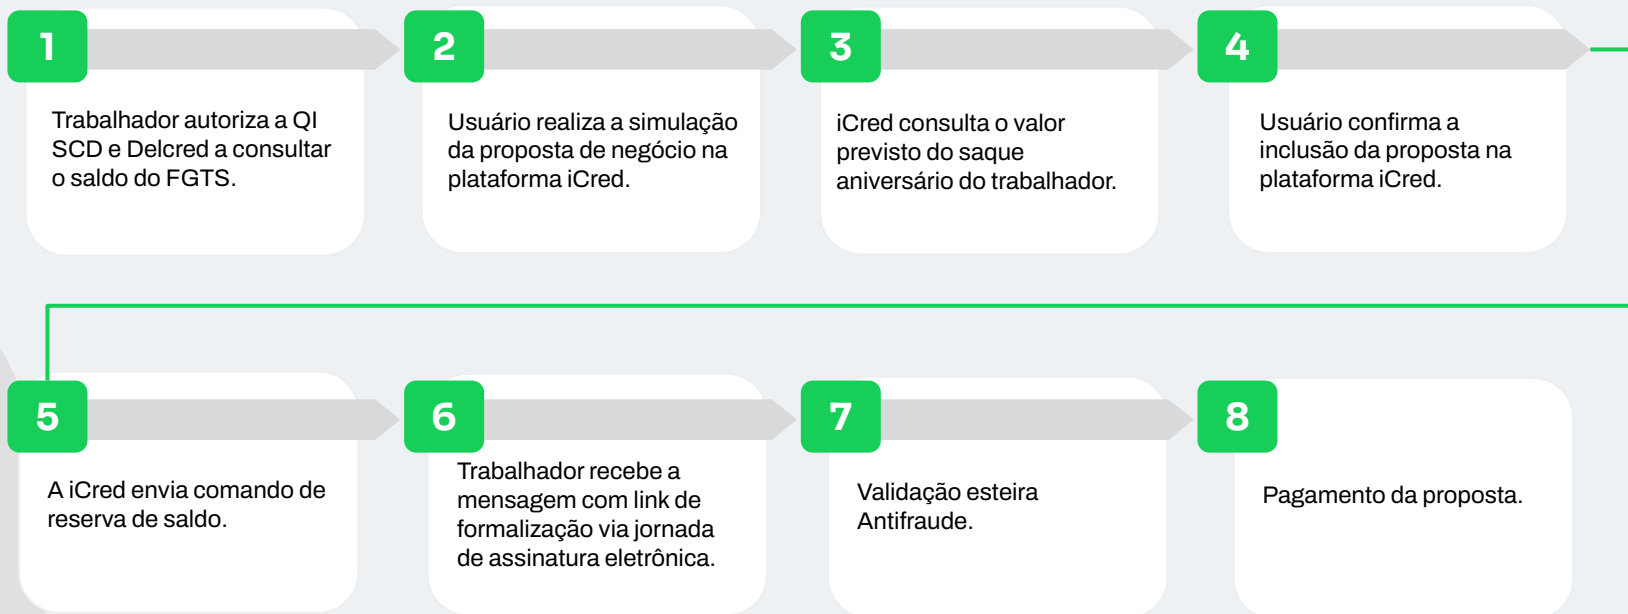 1
Trabalhador autoriza a QI
SCD e Delcred a consultar
o saldo do FGTS.
2
Usuário realiza a simulação
da proposta de negócio na
plataforma iCred.
3
iCred consulta o valor
previsto do saque
aniversário do trabalhador.
4
Usuário confirma a
inclusão da proposta na
plataforma iCred.
5
A iCred envia comando de
reserva de saldo.
6
Trabalhador recebe a
mensagem com link de
formalização via jornada
de assinatura eletrônica.
7
Validação esteira
Antifraude.
8
Pagamento da proposta.